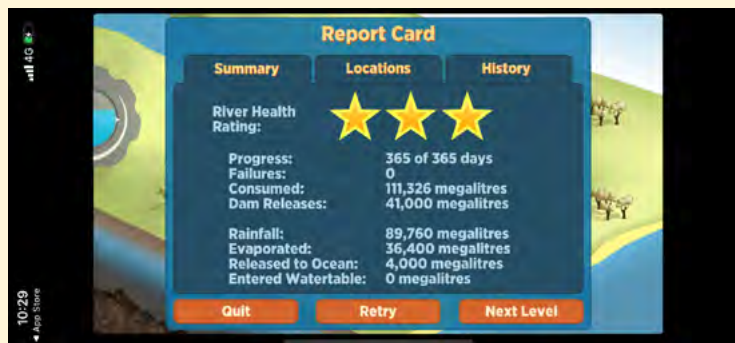 Report Card
Summary Locations History
River Health
Rating:
Progress: 365 of 365 days
Failures: 0
Consumed: 111,326 megalitres
Dam Releases: 41,000 megalitres
Rainfall: 89,760 megalitres
Evaporated: 36,400 megalitres
Released to Ocean: 4,000 megalitres
Entered Watertable: 0 megalitres
Quit Retry Next Level
10:29
App Store
4G